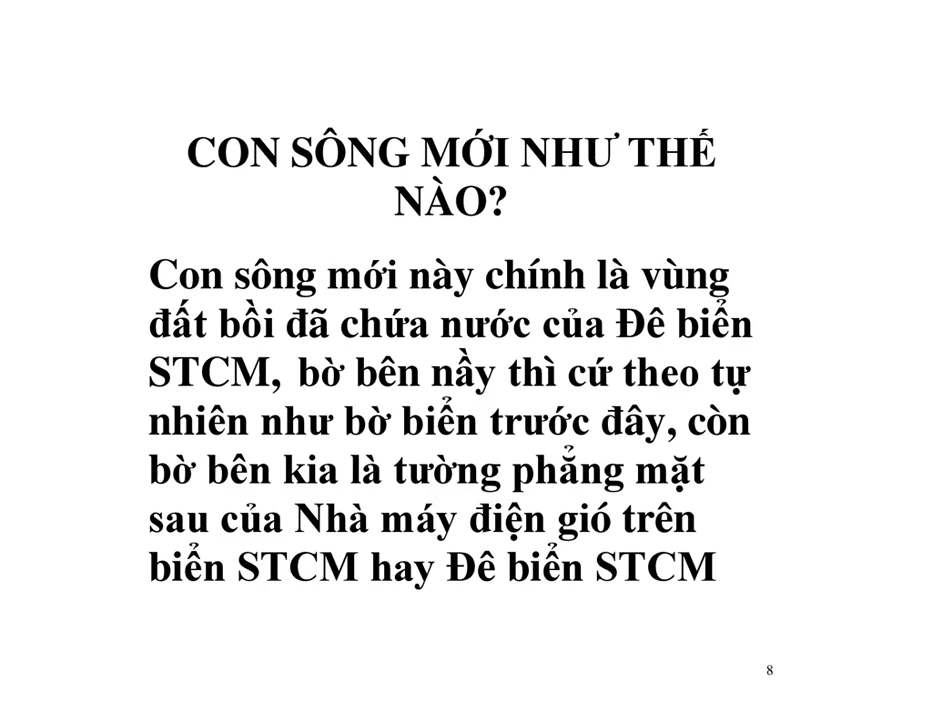 CON SÔNG MỚI NHƯ THẾ
NÀO?
Con sông mới này chính là vùng
đất bồi đã chứa nước của Đê biển
STCM, bờ bên nầy thì cứ theo tự
nhiên như bờ biển trước đây, còn
bờ bên kia là tường phẳng mặt
sau của Nhà máy điện gió trên
biển STCM hay Đê biển STCM
8